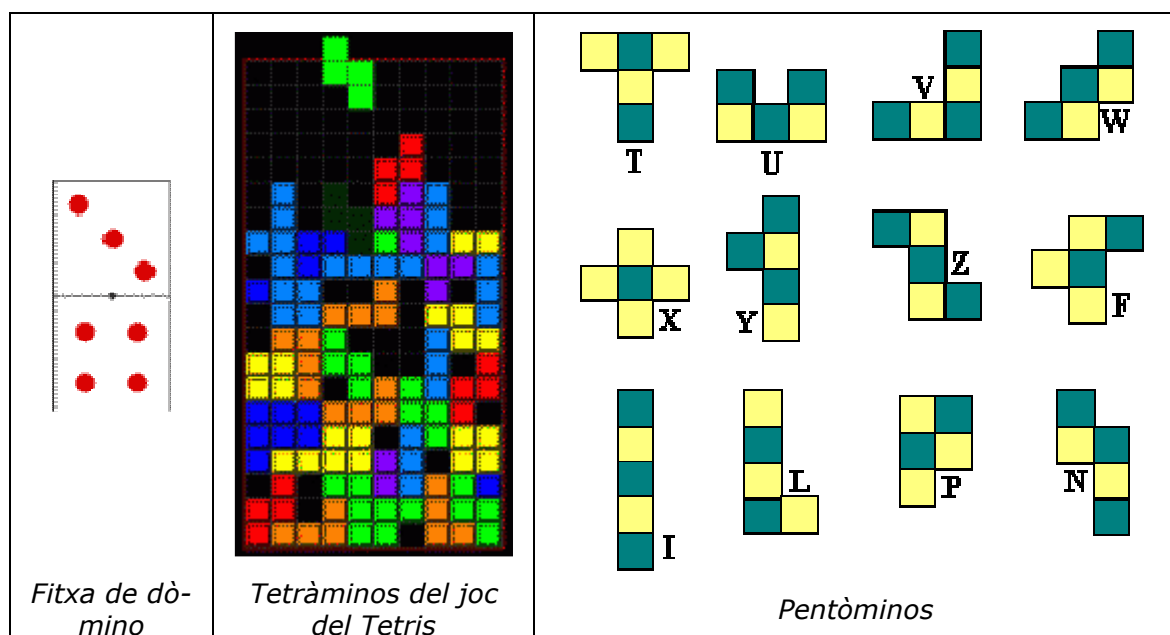 T
U
V
W
X
Y
Z
F
I
L
P
N
Fitxa de dò-
mino
Tetràminos del joc
del Tetris
Pentòminos